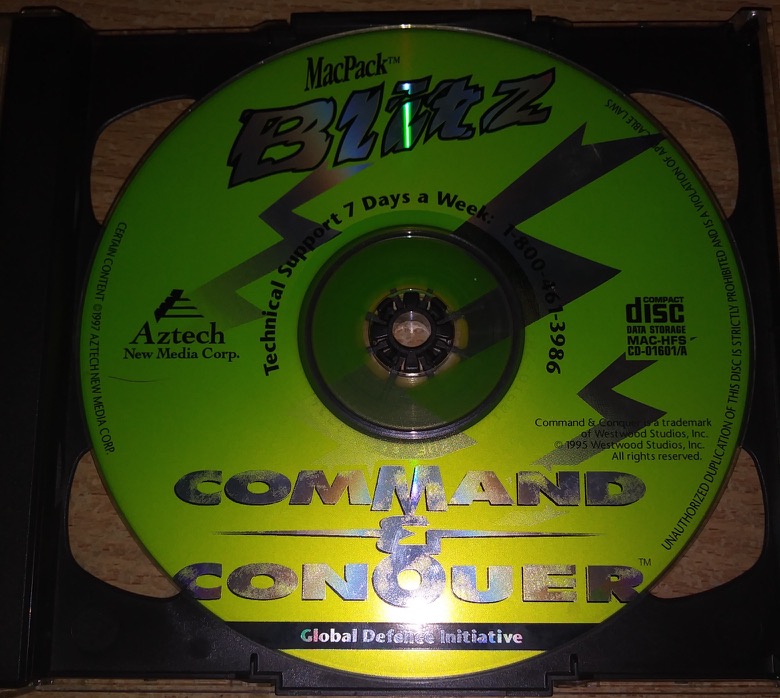 MacPack™
Blitz
Technical Support 7 Days a Week: 1-800-461-3986
CERTAIN CONTENT ©1997 AZTECH NEW MEDIA CORP.
Aztech
New Media Corp.
COMPACT
disc
DATA STORAGE
MAC-HFS
CD-01601/A
Command & Conquer is a trademark
of Westwood Studios, Inc.
© 1995 Westwood Studios, Inc.
All rights reserved.
UNAUTHORIZED DUPLICATION OF THIS DISC IS STRICTLY PROHIBITED AND IS A VIOLATION OF APPLICABLE LAWS
COMMAND
&
CONQUER™
Global Defence Initiative